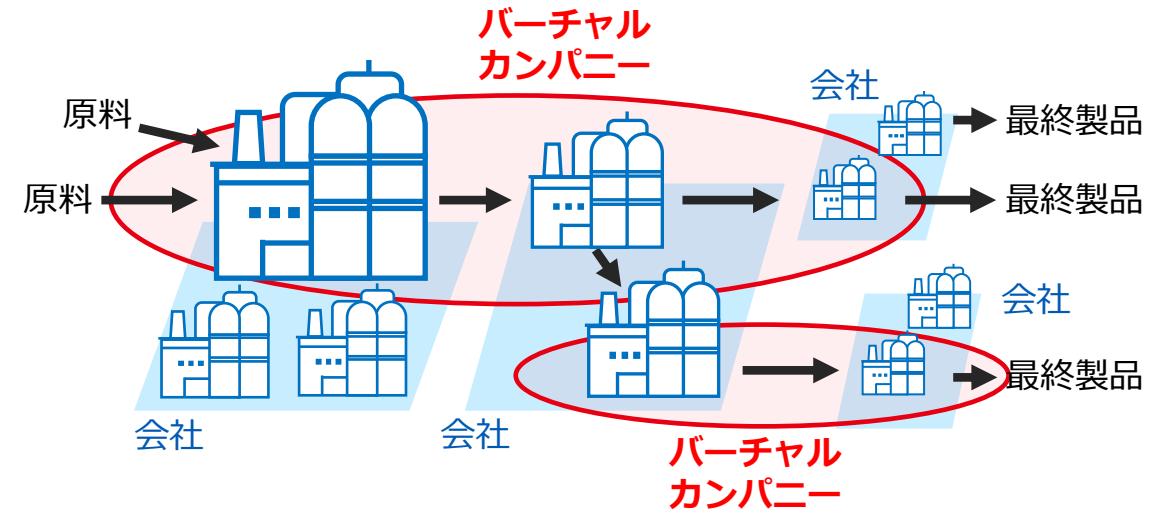 バーチャル
カンパニー
会社
原料
最終製品
原料
最終製品
会社
最終製品
会社
会社
バーチャル
カンパニー